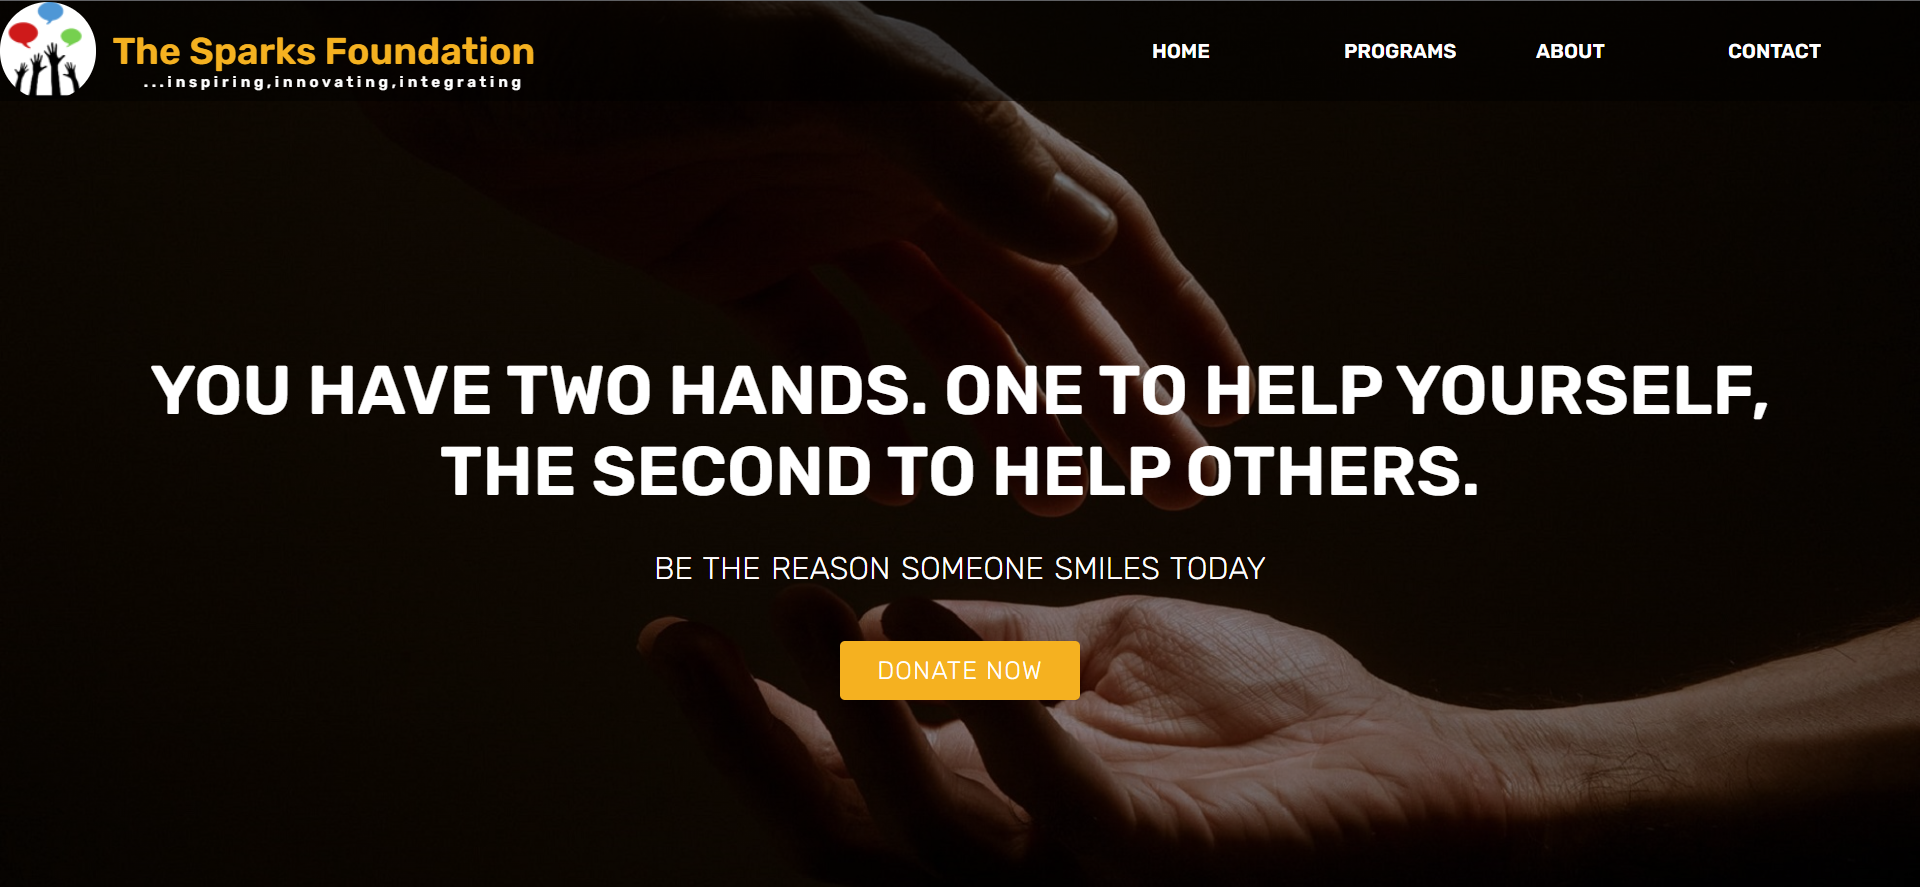 The Sparks Foundation
...inspiring,innovating,integrating
HOME PROGRAMS ABOUT CONTACT
YOU HAVE TWO HANDS. ONE TO HELP YOURSELF,
THE SECOND TO HELP OTHERS.
BE THE REASON SOMEONE SMILES TODAY
DONATE NOW